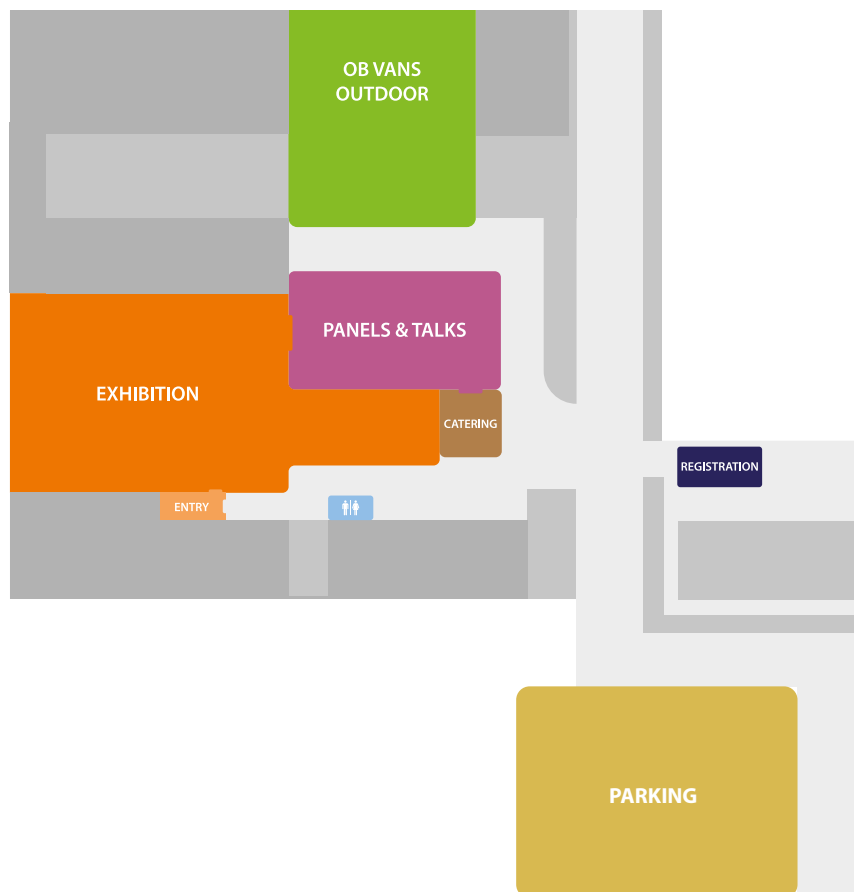 OB VANS
OUTDOOR
PANELS & TALKS
EXHIBITION
CATERING
REGISTRATION
ENTRY
PARKING